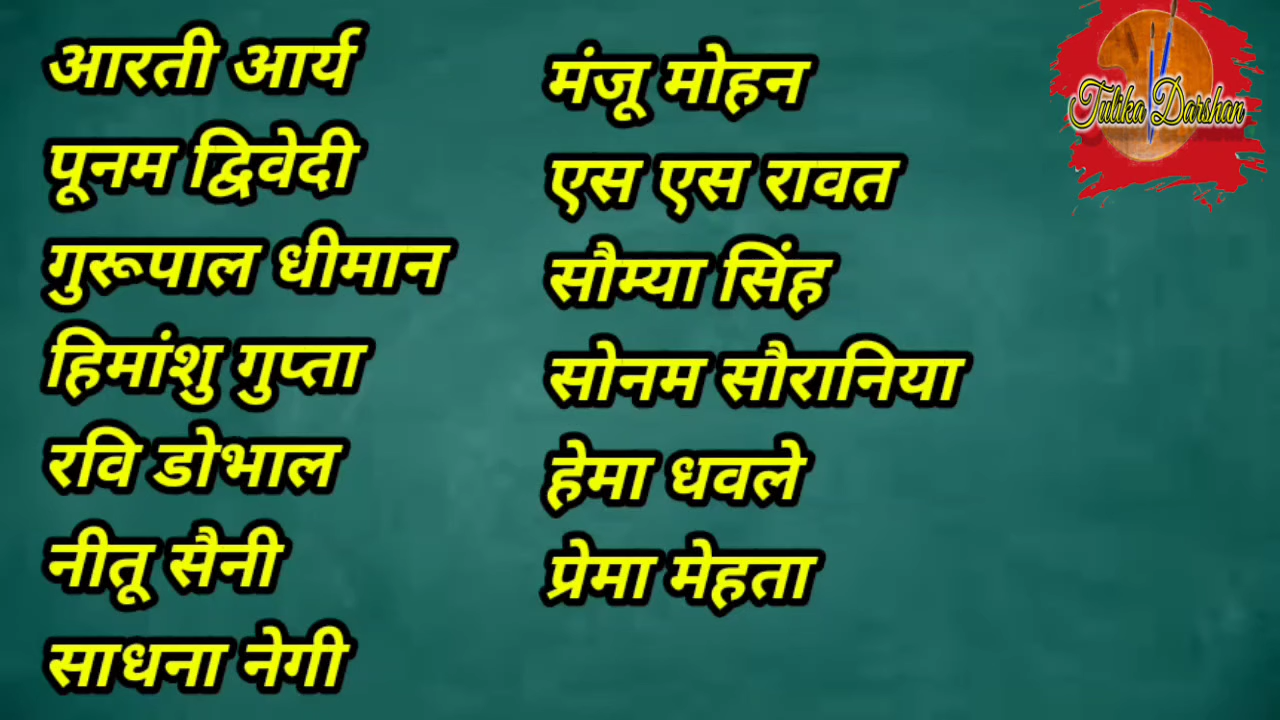 आरती आर्य
पूनम द्विवेदी
गुरूपाल धीमान
हिमांशु गुप्ता
रवि डोभाल
नीतू सैनी
साधना नेगी
मंजू मोहन
एस एस रावत
सौम्या सिंह
सोनम सौरानिया
हेमा धवले
प्रेमा मेहता
Tulika Darshan